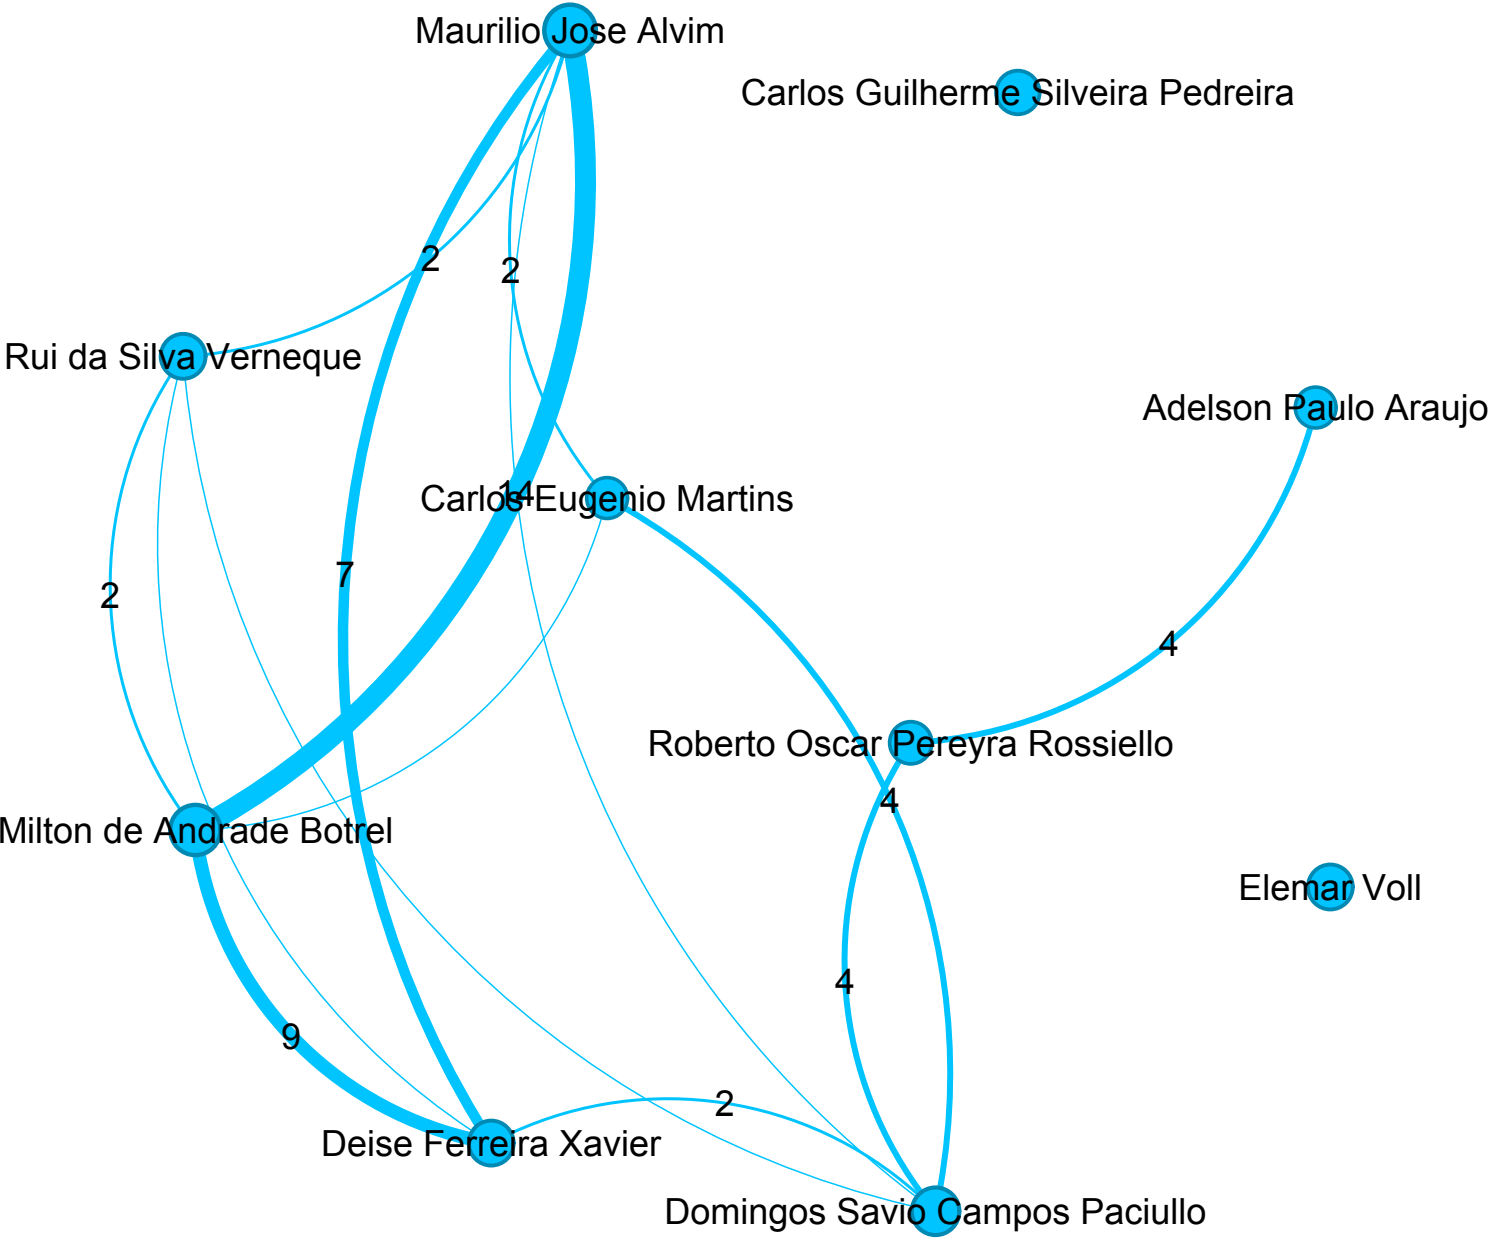 Maurilio Jose Alvim
Carlos Guilherme Silveira Pedreira
2
2
Rui da Silva Verneque
Adelson Paulo Araujo
14
Carlos Eugenio Martins
7
2
4
Roberto Oscar Pereyra Rossiello
4
Milton de Andrade Botrel
Elemar Voll
4
9
2
Deise Ferreira Xavier
Domingos Savio Campos Paciullo